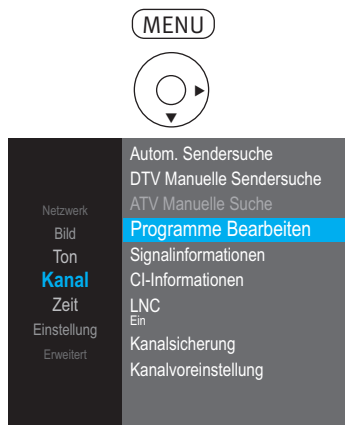 MENU
Netzwerk
Bild
Ton
Kanal
Zeit
Einstellung
Erweitert
Autom. Sendersuche
DTV Manuelle Sendersuche
ATV Manuelle Suche
Programme Bearbeiten
Signalinformationen
CI-Informationen
LNC
Ein
Kanalsicherung
Kanalvoreinstellung